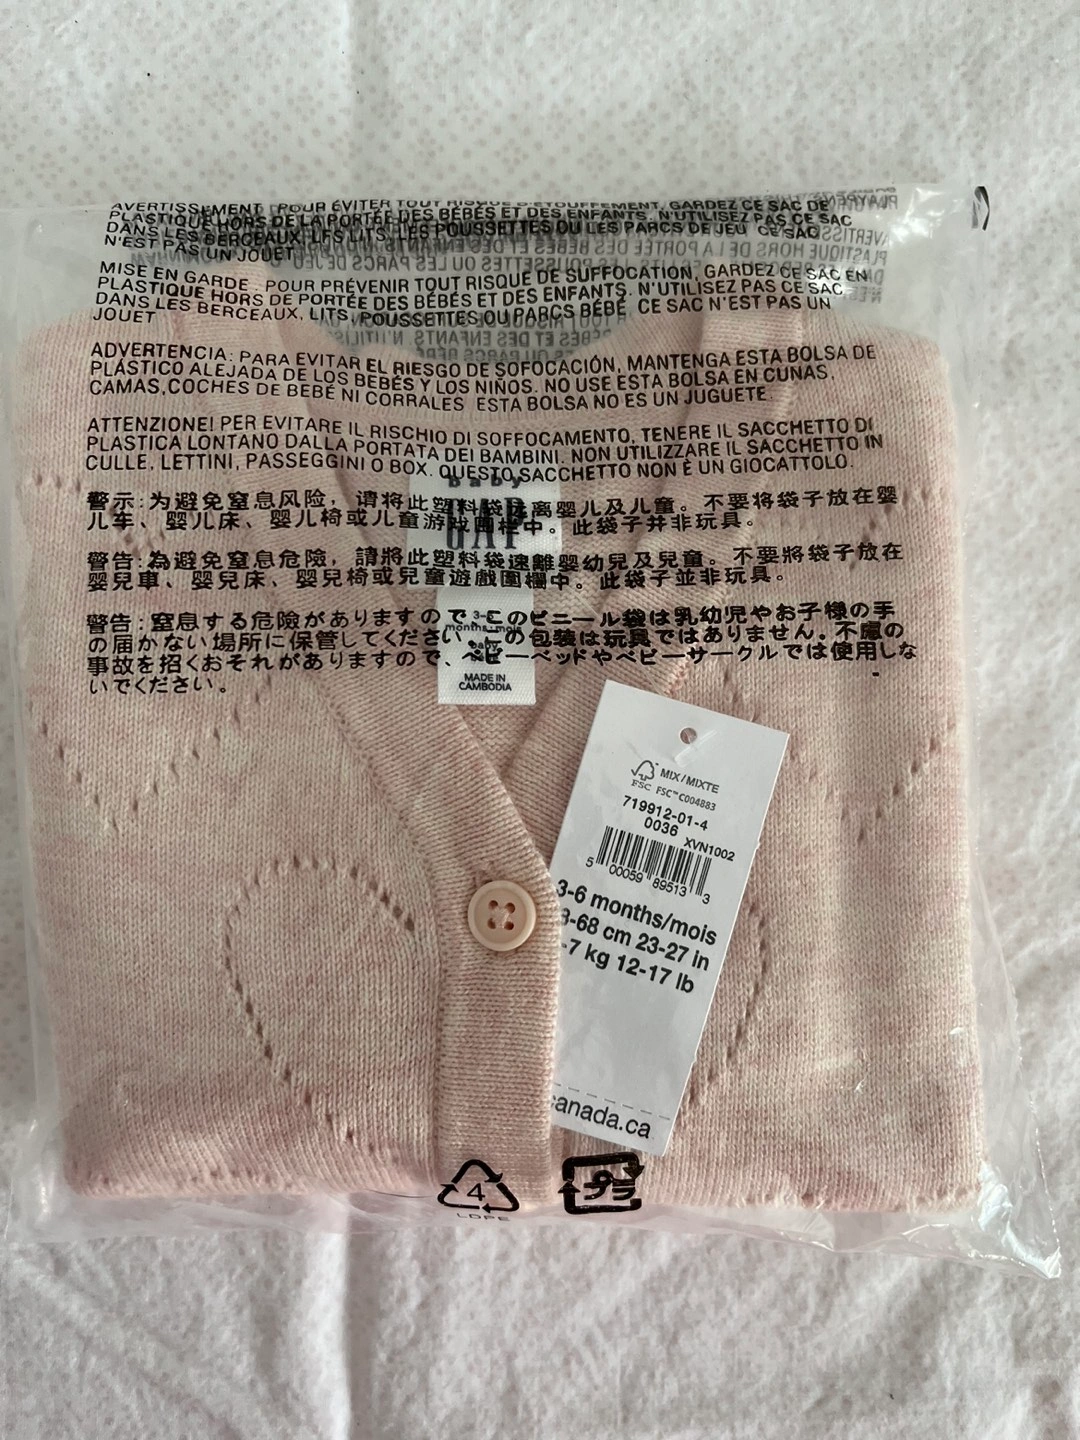 AVERTISSEMENT : POUR ÉVITER TOUT RISQUE D'ÉTOUFFEMENT, GARDEZ CE SAC DE
PLASTIQUE HORS DE LA PORTÉE DES BÉBÉS ET DES ENFANTS. N'UTILISEZ PAS CE SAC
DANS LES BERCEAUX, LES LITS, LES POUSSETTES OU LES PARCS DE JEU. CE SAC
N'EST PAS UN JOUET
MISE EN GARDE : POUR PRÉVENIR TOUT RISQUE DE SUFFOCATION, GARDEZ CE SAC EN
PLASTIQUE HORS DE PORTÉE DES BÉBÉS ET DES ENFANTS. N'UTILISEZ PAS CE SAC
DANS LES BERCEAUX, LITS, POUSSETTES OU PARCS BÉBÉ. CE SAC N'EST PAS UN
JOUET
ADVERTENCIA: PARA EVITAR EL RIESGO DE SOFOCACIÓN, MANTENGA ESTA BOLSA DE
PLÁSTICO ALEJADA DE LOS BEBÉS Y LOS NIÑOS. NO USE ESTA BOLSA EN CUNAS,
CAMAS,COCHES DE BEBÉ NI CORRALES ESTA BOLSA NO ES UN JUGUETE.
ATTENZIONE! PER EVITARE IL RISCHIO DI SOFFOCAMENTO, TENERE IL SACCHETTO DI
PLASTICA LONTANO DALLA PORTATA DEI BAMBINI. NON UTILIZZARE IL SACCHETTO IN
CULLE, LETTINI, PASSEGGINI O BOX. QUESTO SACCHETTO NON È UN GIOCATTOLO.
警示:为避免窒息风险，请将此塑料袋远离婴儿及儿童。不要将袋子放在婴
儿车、婴儿床、婴儿椅或儿童游戏围栏中。此袋子并非玩具。
警告:為避免窒息危險，請將此塑料袋速離嬰幼兒及兒童。不要將袋子放在
嬰兒車、嬰兒床、嬰兒椅或兒童遊戲圍欄中。此袋子並非玩具。
警告:窒息する危険がありますので、このビニール袋は乳幼児やお子様の手
の届かない場所に保管してください。この包装は玩具ではありません。不慮の
事故を招くおそれがありますので、ベビーベッドやベビーサークルでは使用しな
いでください。
baby
GAP
months·mois
MADE IN
CAMBODIA
MIX/MIXTE
FSC FSC™C004883
719912-01-4
0036 XVN1002
5 00059 89513 3
3-6 months/mois
-68 cm 23-27 in
-7 kg 12-17 lb
canada.ca
4
LDPE
プラ